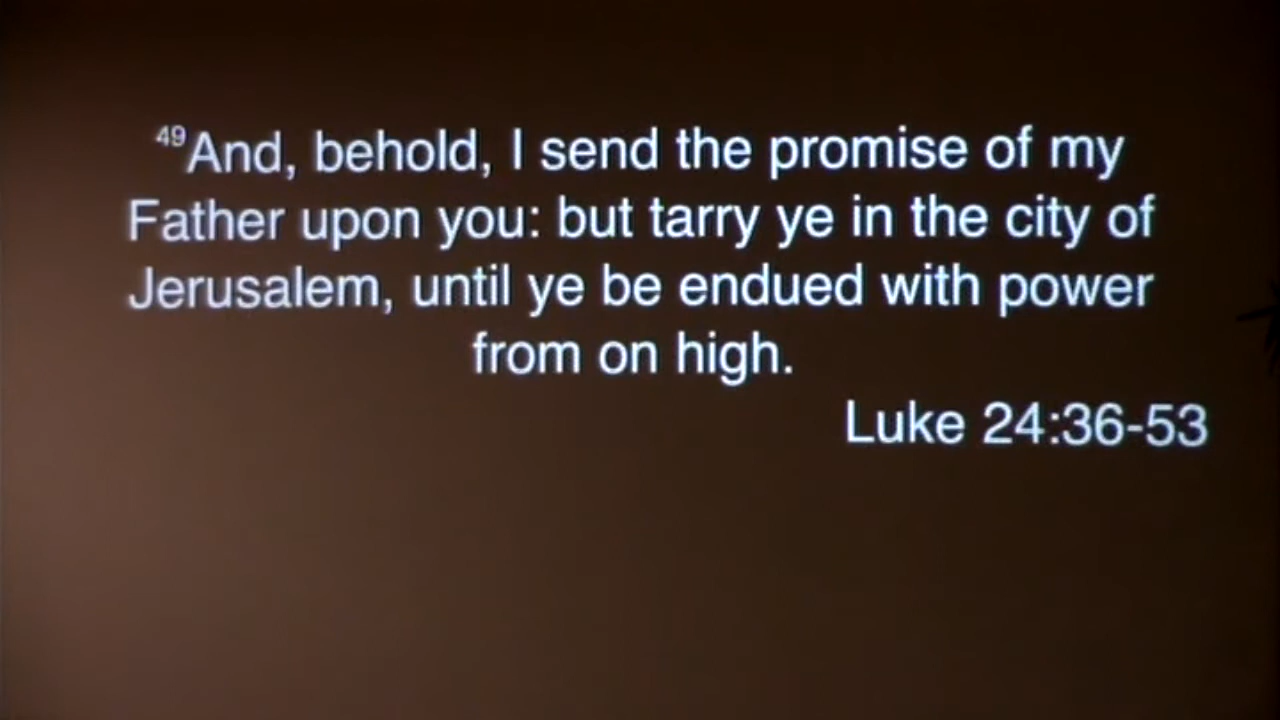 49And, behold, I send the promise of my
Father upon you: but tarry ye in the city of
Jerusalem, until ye be endued with power
from on high.
Luke 24:36-53